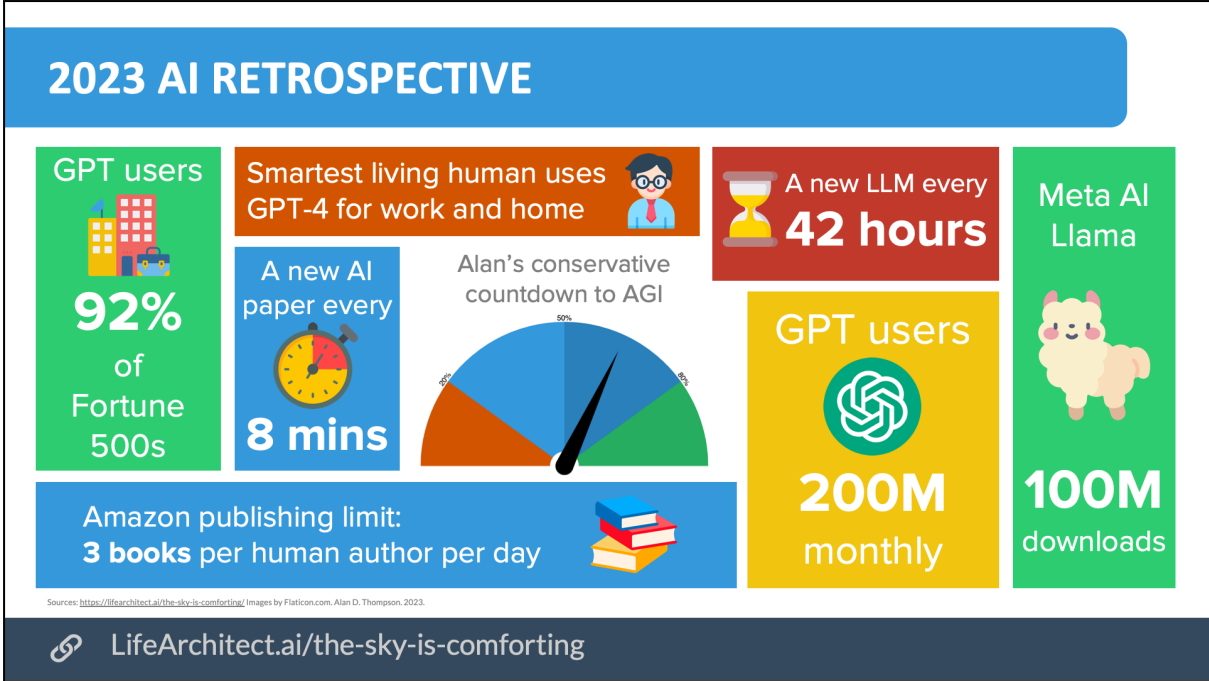 2023 AI RETROSPECTIVE
GPT users
92%
of
Fortune
500s
Smartest living human uses
GPT-4 for work and home
A new AI
paper every
8 mins
Alan's conservative
countdown to AGI
20%
50%
80%
A new LLM every
42 hours
GPT users
200M
monthly
Meta AI
Llama
100M
downloads
Amazon publishing limit:
3 books per human author per day
Sources: https://lifearchitect.ai/the-sky-is-comforting/ Images by Flaticon.com. Alan D. Thompson. 2023.
LifeArchitect.ai/the-sky-is-comforting